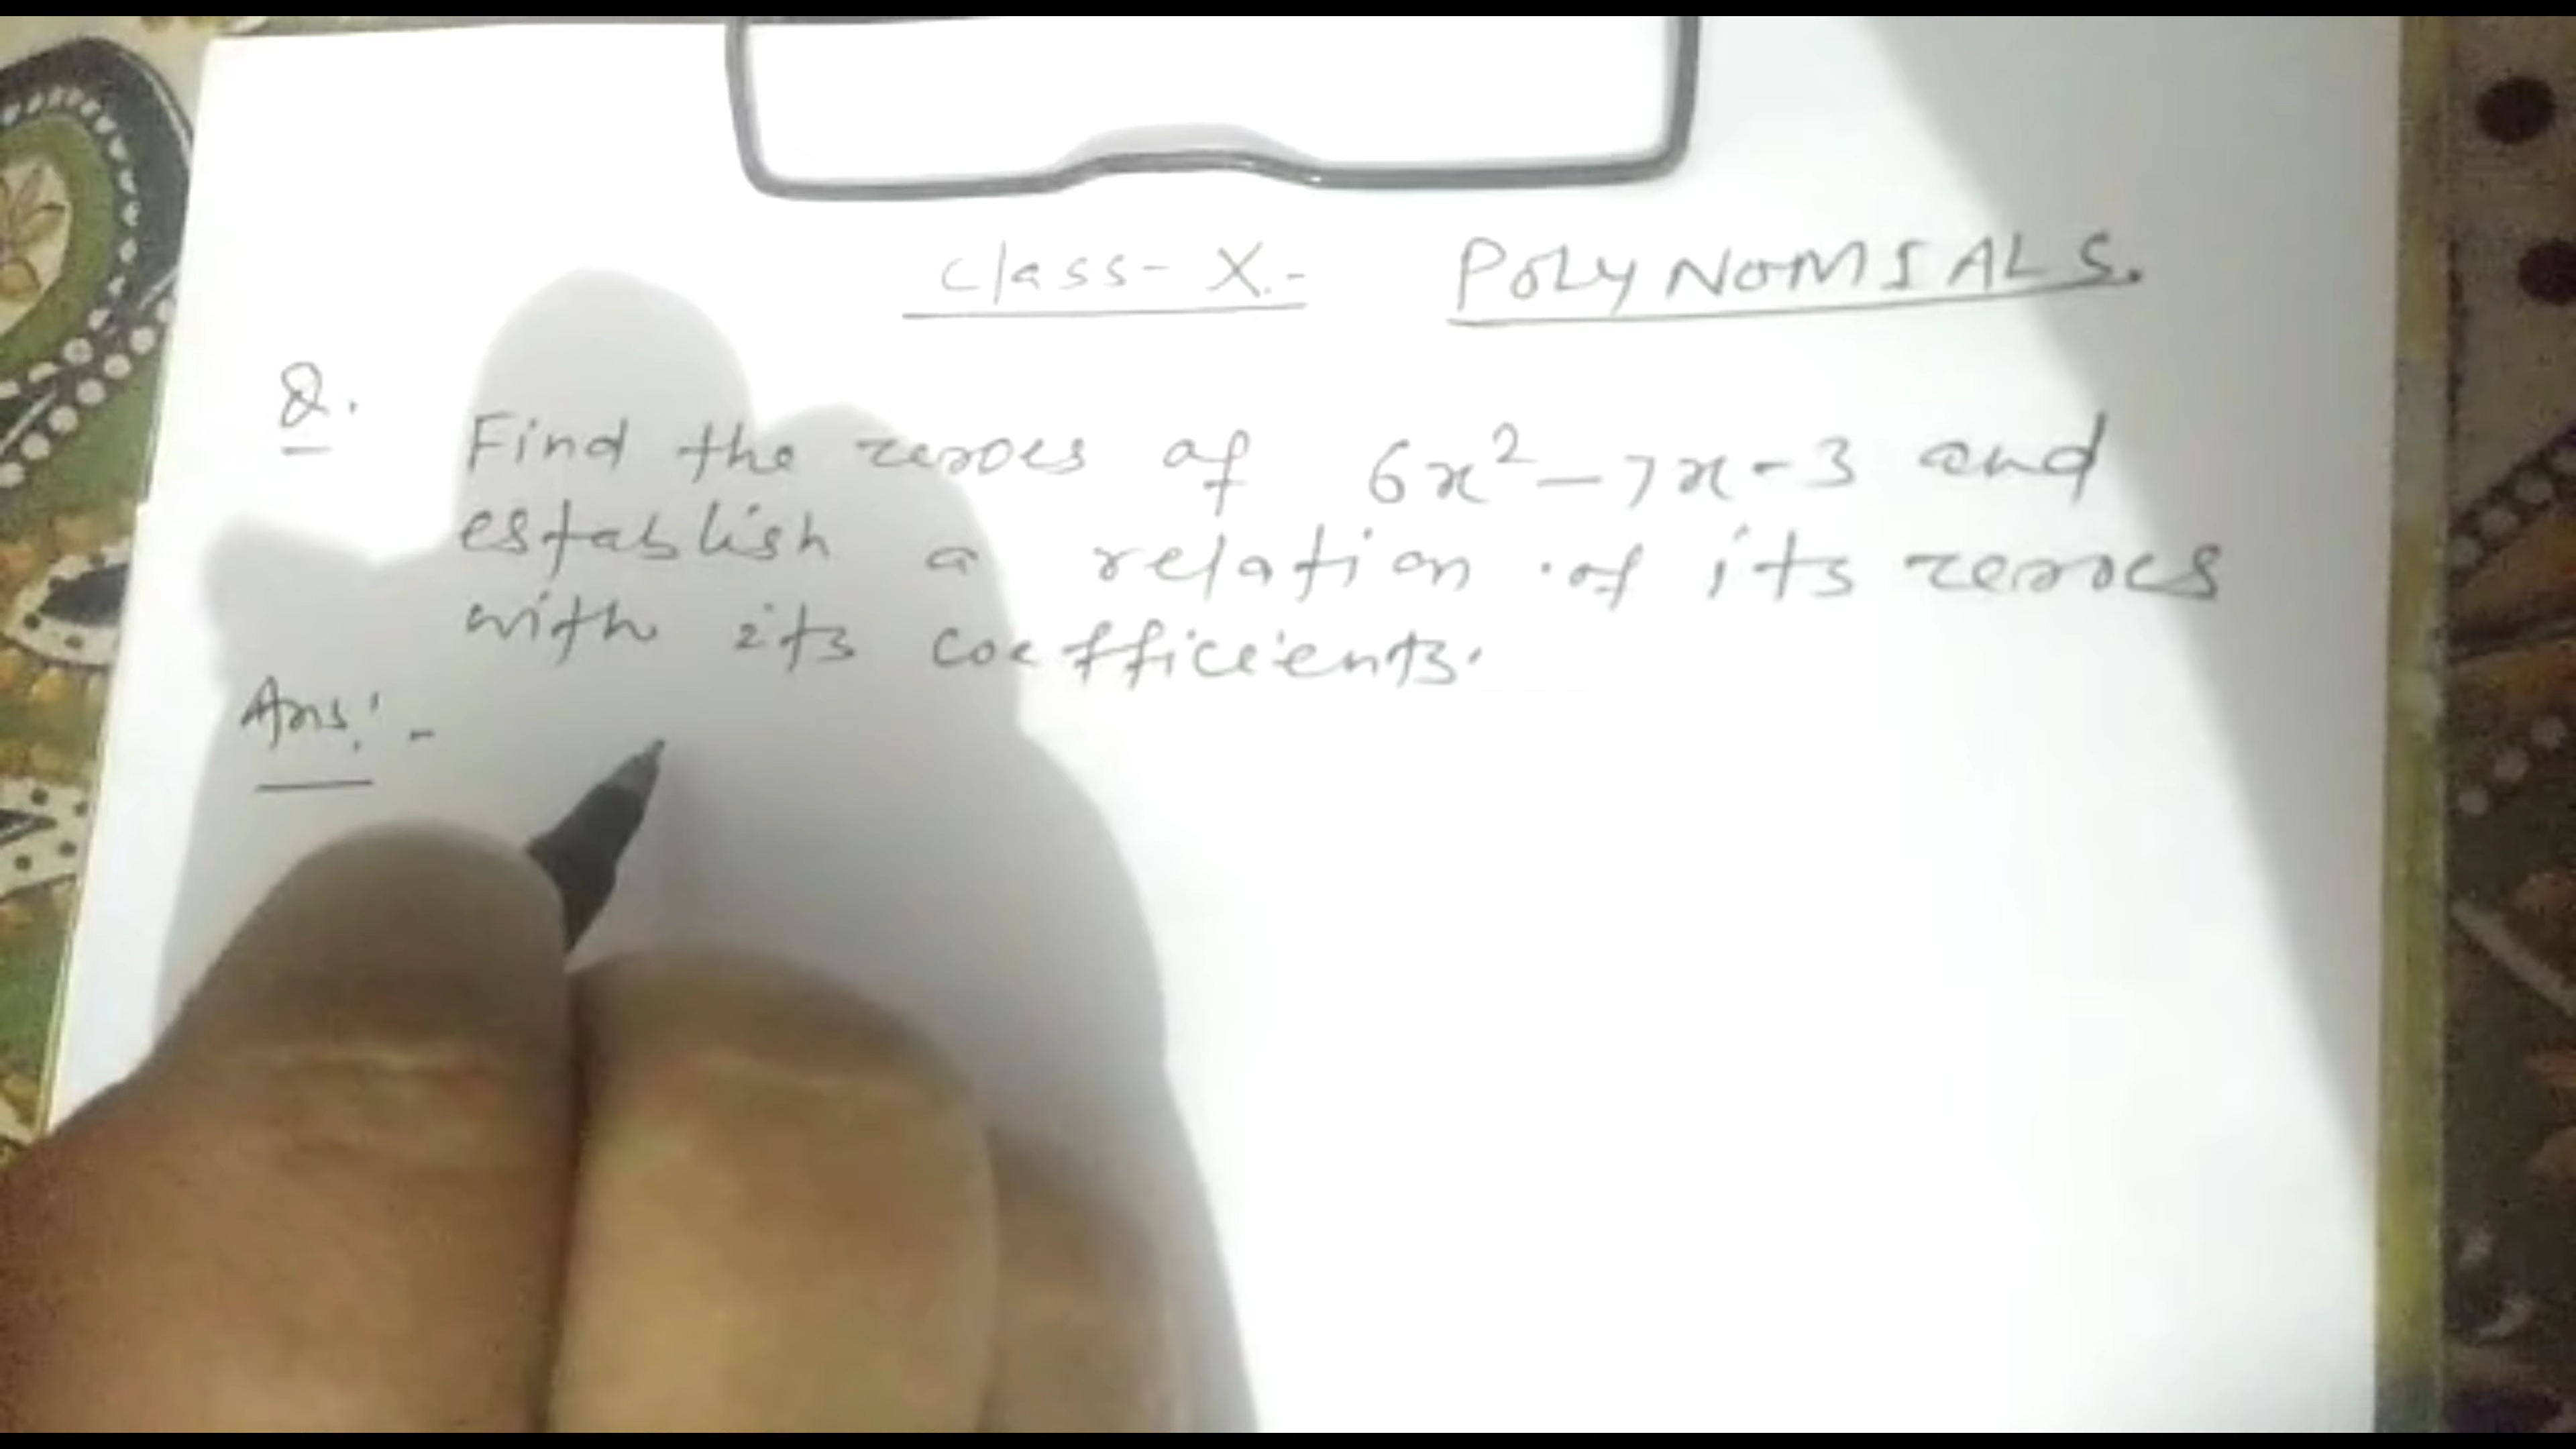 Class- X.- POLYNOMIALS.
Q.
Find the zeroes of 6x²-7x-3 and
establish a relation of its zeroes
with its coefficients.
Ans:-